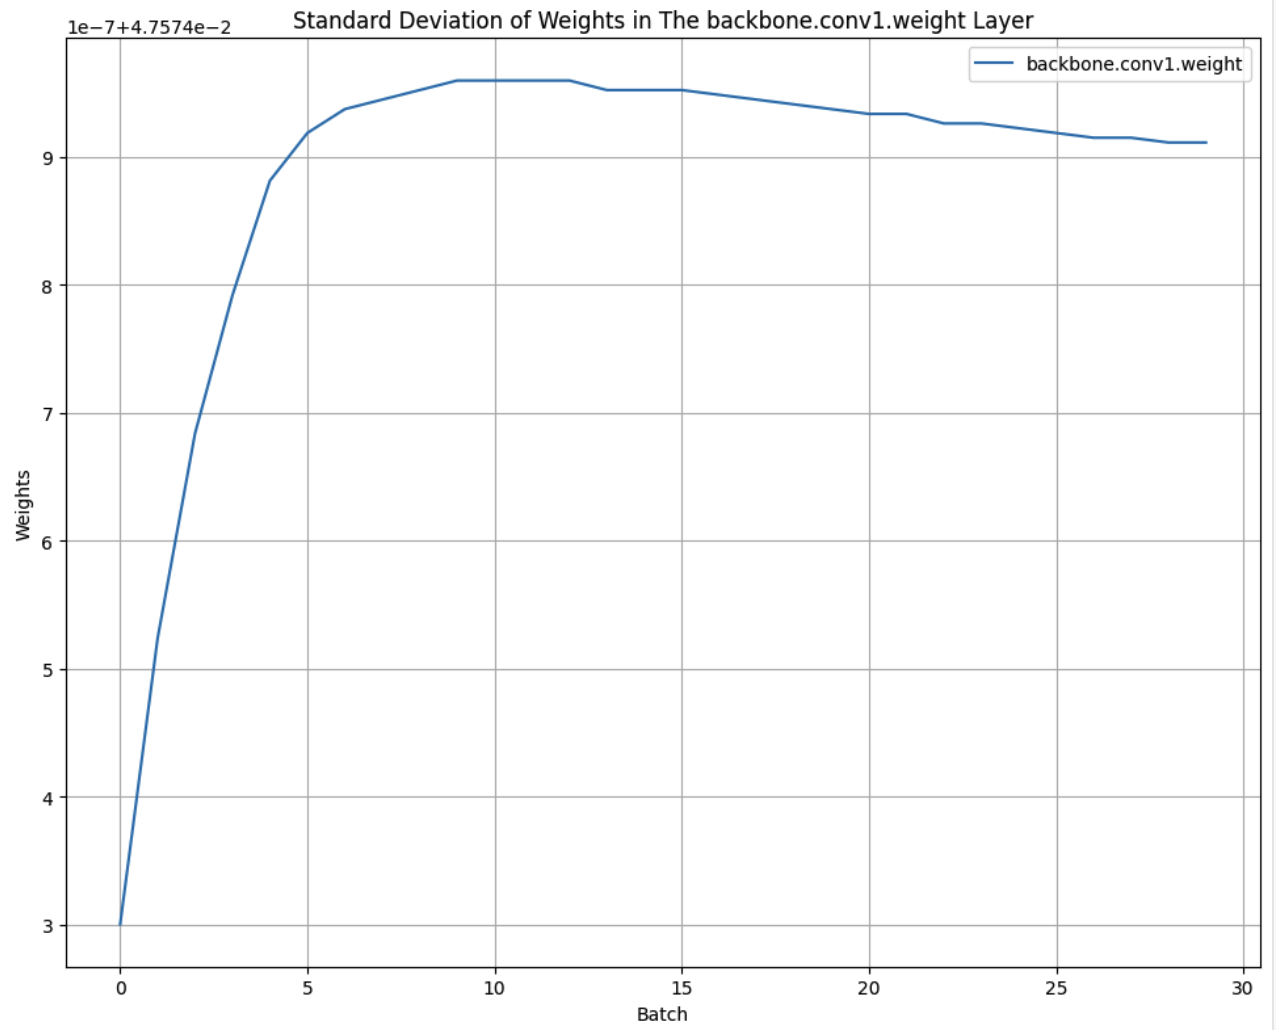 Standard Deviation of Weights in The backbone.conv1.weight Layer
1e−7+4.7574e−2
backbone.conv1.weight
9
8
7
6
5
4
3
Weights
0 5 10 15 20 25 30
Batch